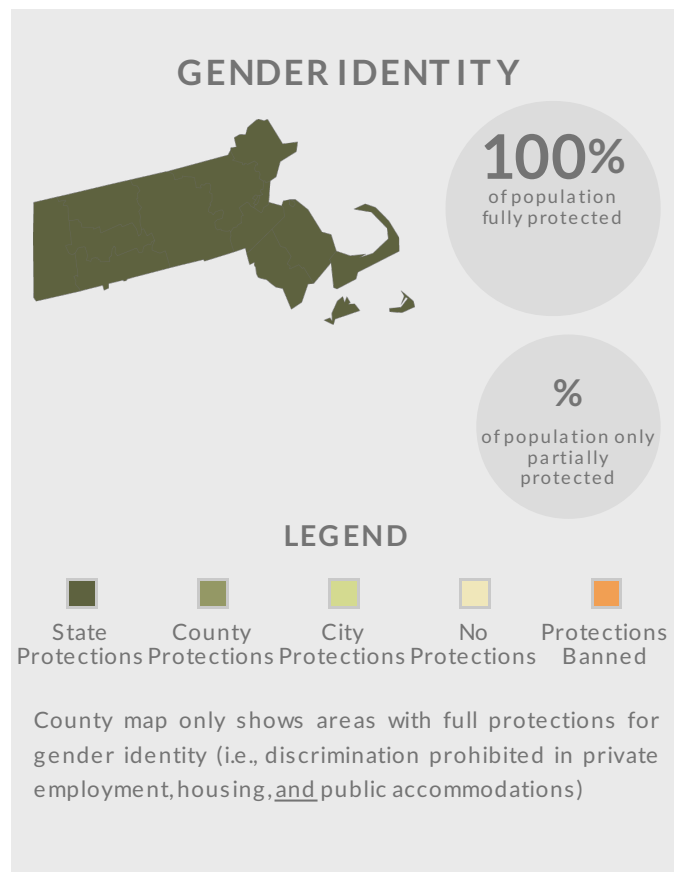 GENDER IDENTITY
100%
of population
fully protected
%
of population only
partially
protected
LEGEND
State
Protections
County
Protections
City
Protections
No
Protections
Protections
Banned
County map only shows areas with full protections for
gender identity (i.e., discrimination prohibited in private
employment, housing, and public accommodations)